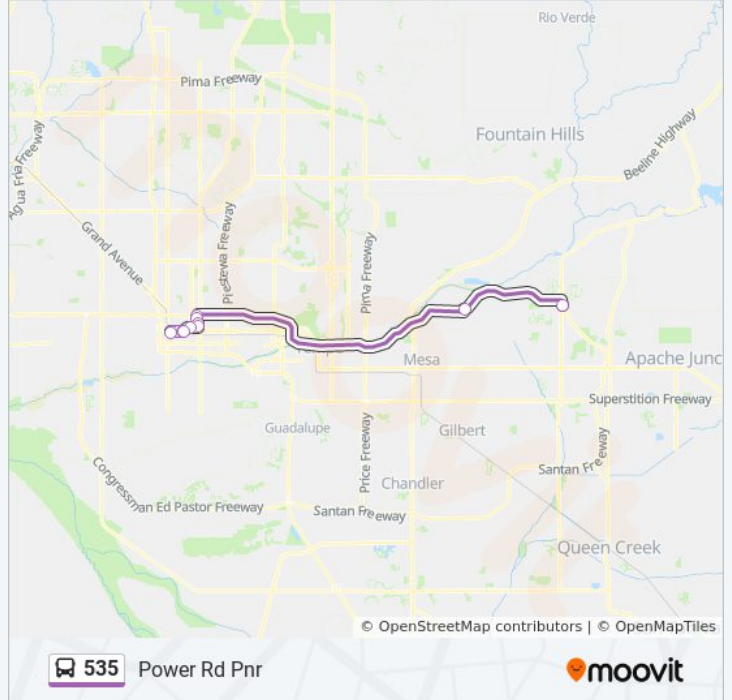 Rio Verde
Pima Freeway
Fountain Hills
Beeline Highway
Agua Fria Freeway
Grand Avenue
Piestewa Freeway
Pima Freeway
Mesa
Apache Junc
Superstition Freeway
Guadalupe
Gilbert
Price Freeway
Santan Freeway
Chandler
Congressman Ed Pastor Freeway
Santan Freeway
Queen Creek
© OpenStreetMap contributors | © OpenMapTiles
535 Power Rd Pnr
moovit